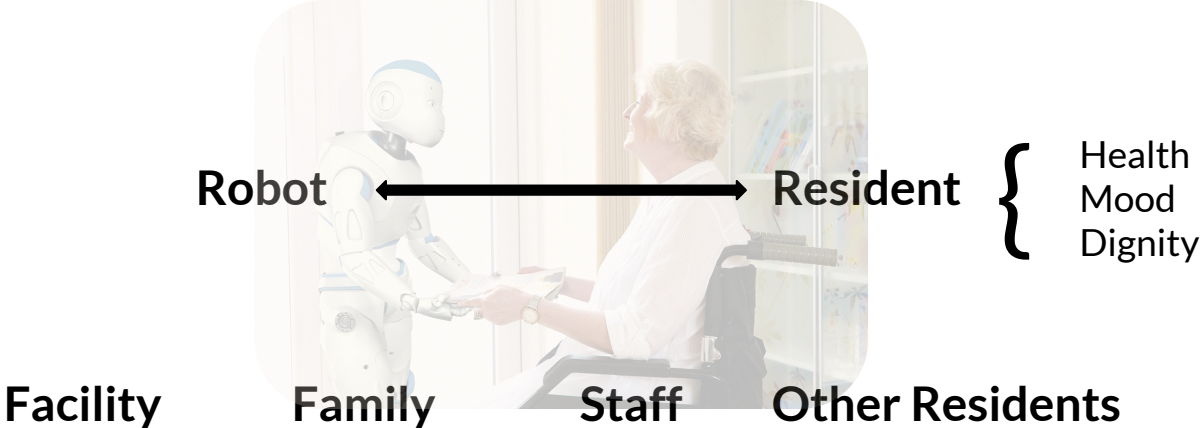 Health
Robot Resident { Mood
Dignity
Facility Family Staff Other Residents